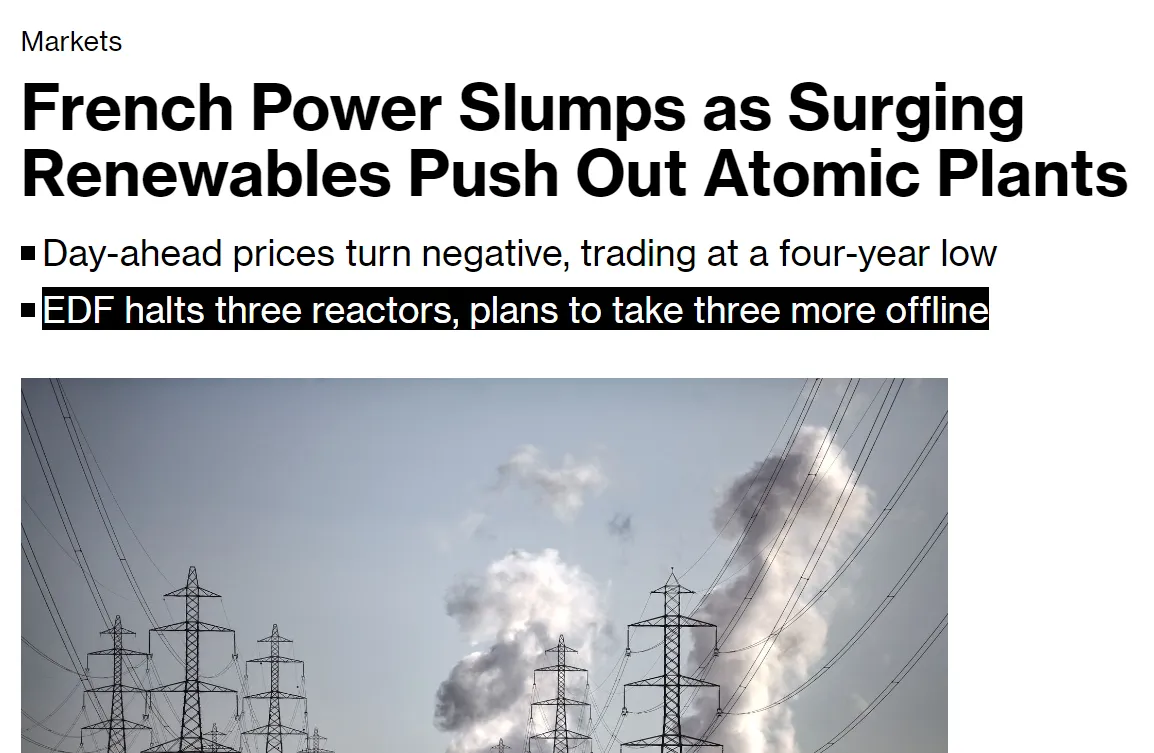 Markets
French Power Slumps as Surging
Renewables Push Out Atomic Plants
Day-ahead prices turn negative, trading at a four-year low
EDF halts three reactors, plans to take three more offline